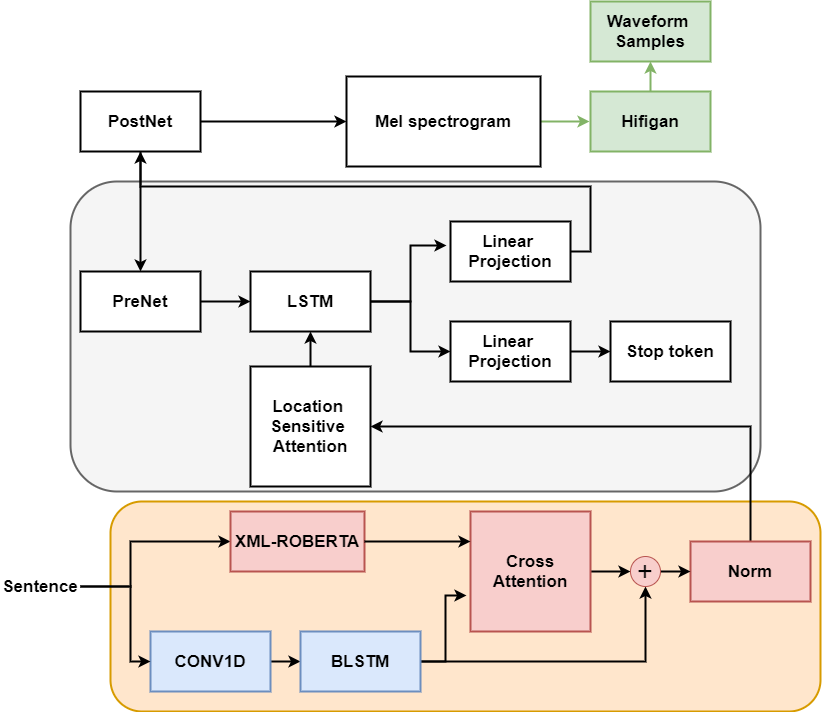 Waveform
Samples
PostNet
Mel spectrogram
Hifigan
Linear
Projection
PreNet
LSTM
Linear
Projection
Stop token
Location
Sensitive
Attention
XML-ROBERTA
Cross
Attention
+
Norm
Sentence
CONV1D
BLSTM